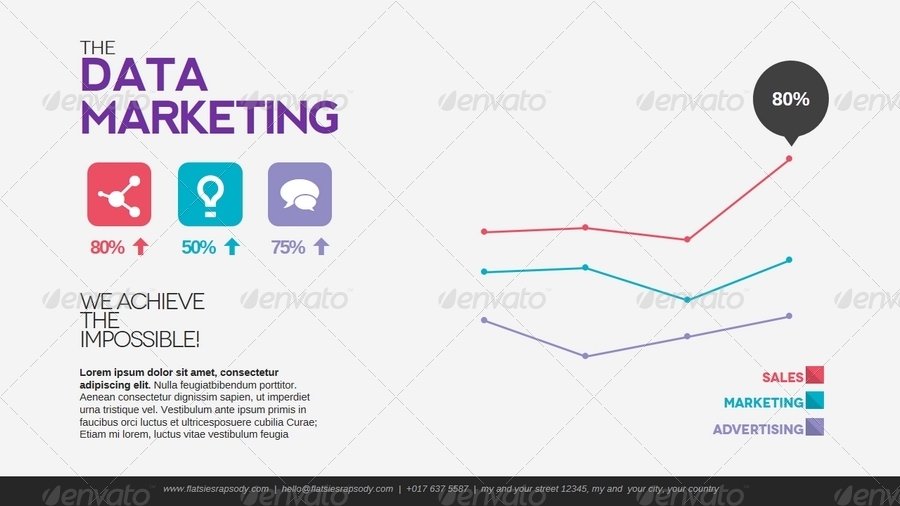 THE
DATA
MARKETING
80%
50%
75%
WE ACHIEVE
THE
IMPOSSIBLE!
Lorem ipsum dolor sit amet, consectetur
adipiscing elit. Nulla feugiatbibendum porttitor.
Aenean consectetur dignissim sapien, ut imperdiet
urna tristique vel. Vestibulum ante ipsum primis in
faucibus orci luctus et ultricesposuere cubilia Curae;
Etiam mi lorem, luctus vitae vestibulum feugia
80%
SALES
MARKETING
ADVERTISING
www.flatsiesrapsody.com | hello@flatsiesrapsody.com | +017 637 5587 | my and your street 12345, my and your city, your country
envato